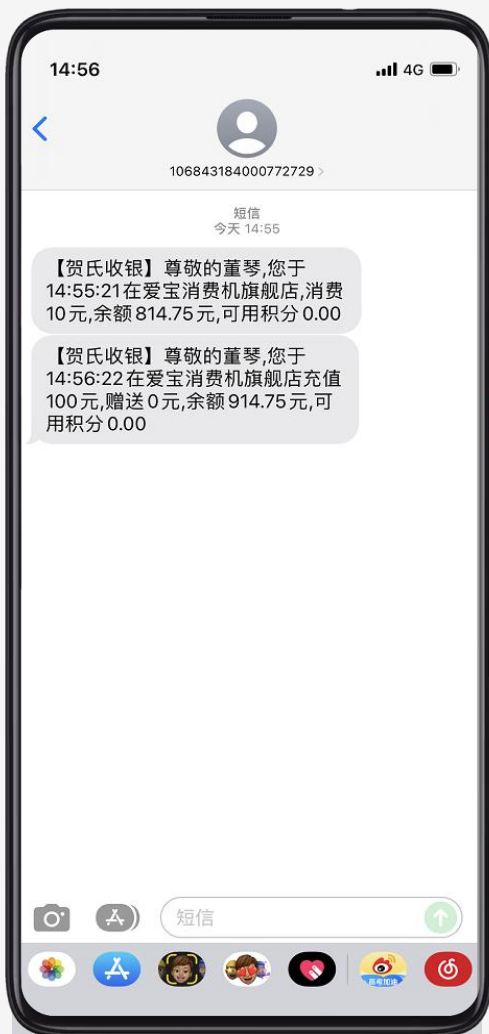 14:56
4G
106843184000772729
短信
今天 14:55
【贺氏收银】尊敬的董琴,您于
14:55:21在爱宝消费机旗舰店,消费
10元,余额814.75元,可用积分0.00
【贺氏收银】尊敬的董琴,您于
14:56:22在爱宝消费机旗舰店充值
100元,赠送0元,余额914.75元,可
用积分0.00
短信